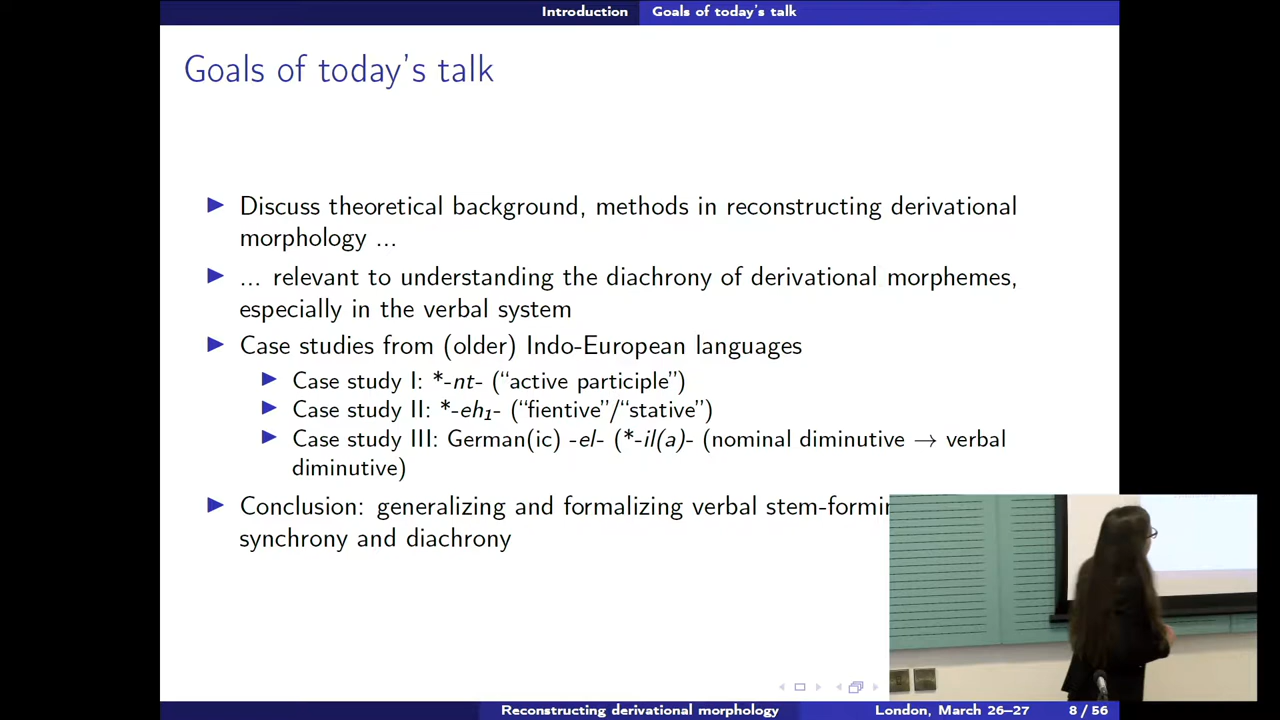 Introduction Goals of today's talk
Goals of today's talk
Discuss theoretical background, methods in reconstructing derivational
morphology ...
... relevant to understanding the diachrony of derivational morphemes,
especially in the verbal system
Case studies from (older) Indo-European languages
Case study I: *-nt- (“active participle”)
Case study II: *-eh₁- (“fientive”/“stative”)
Case study III: German(ic) -el- (*-il(a)- (nominal diminutive → verbal
diminutive)
Conclusion: generalizing and formalizing verbal
synchrony and diachrony
Reconstructing derivational morphology London, March 26–27 8 / 56